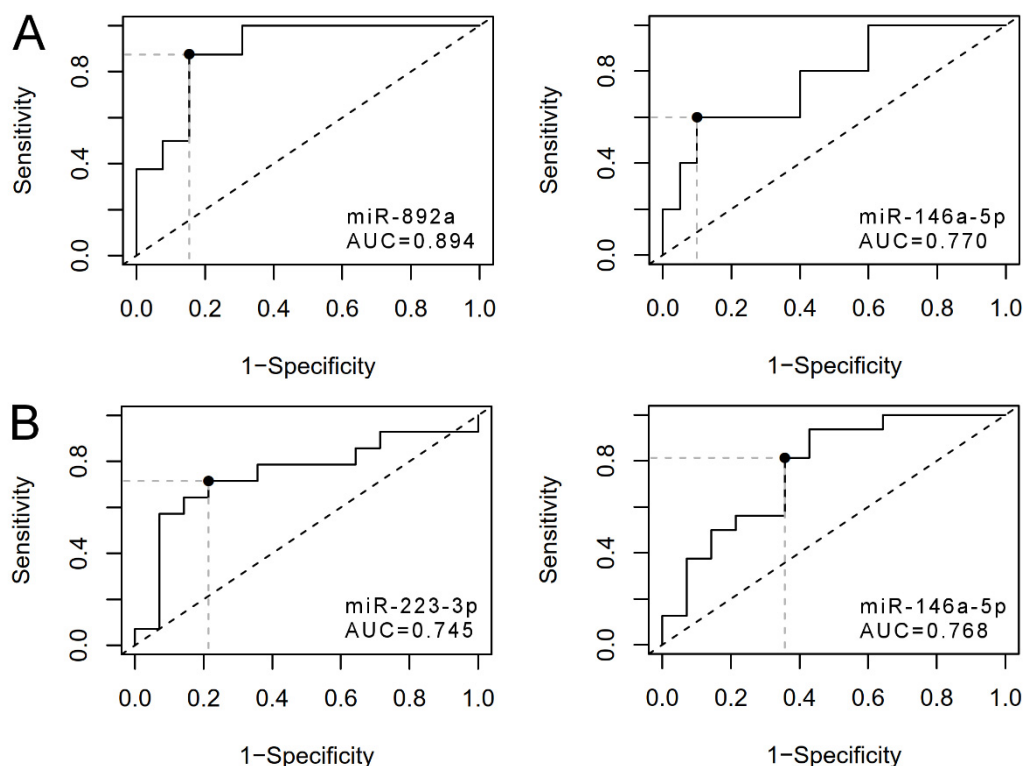 A
Sensitivity
0.0 0.4 0.8
miR-892a
AUC=0.894
0.0 0.2 0.4 0.6 0.8 1.0
1−Specificity
Sensitivity
0.0 0.4 0.8
miR-146a-5p
AUC=0.770
0.0 0.2 0.4 0.6 0.8 1.0
1−Specificity
B
Sensitivity
0.0 0.4 0.8
miR-223-3p
AUC=0.745
0.0 0.2 0.4 0.6 0.8 1.0
1−Specificity
Sensitivity
0.0 0.4 0.8
miR-146a-5p
AUC=0.768
0.0 0.2 0.4 0.6 0.8 1.0
1−Specificity